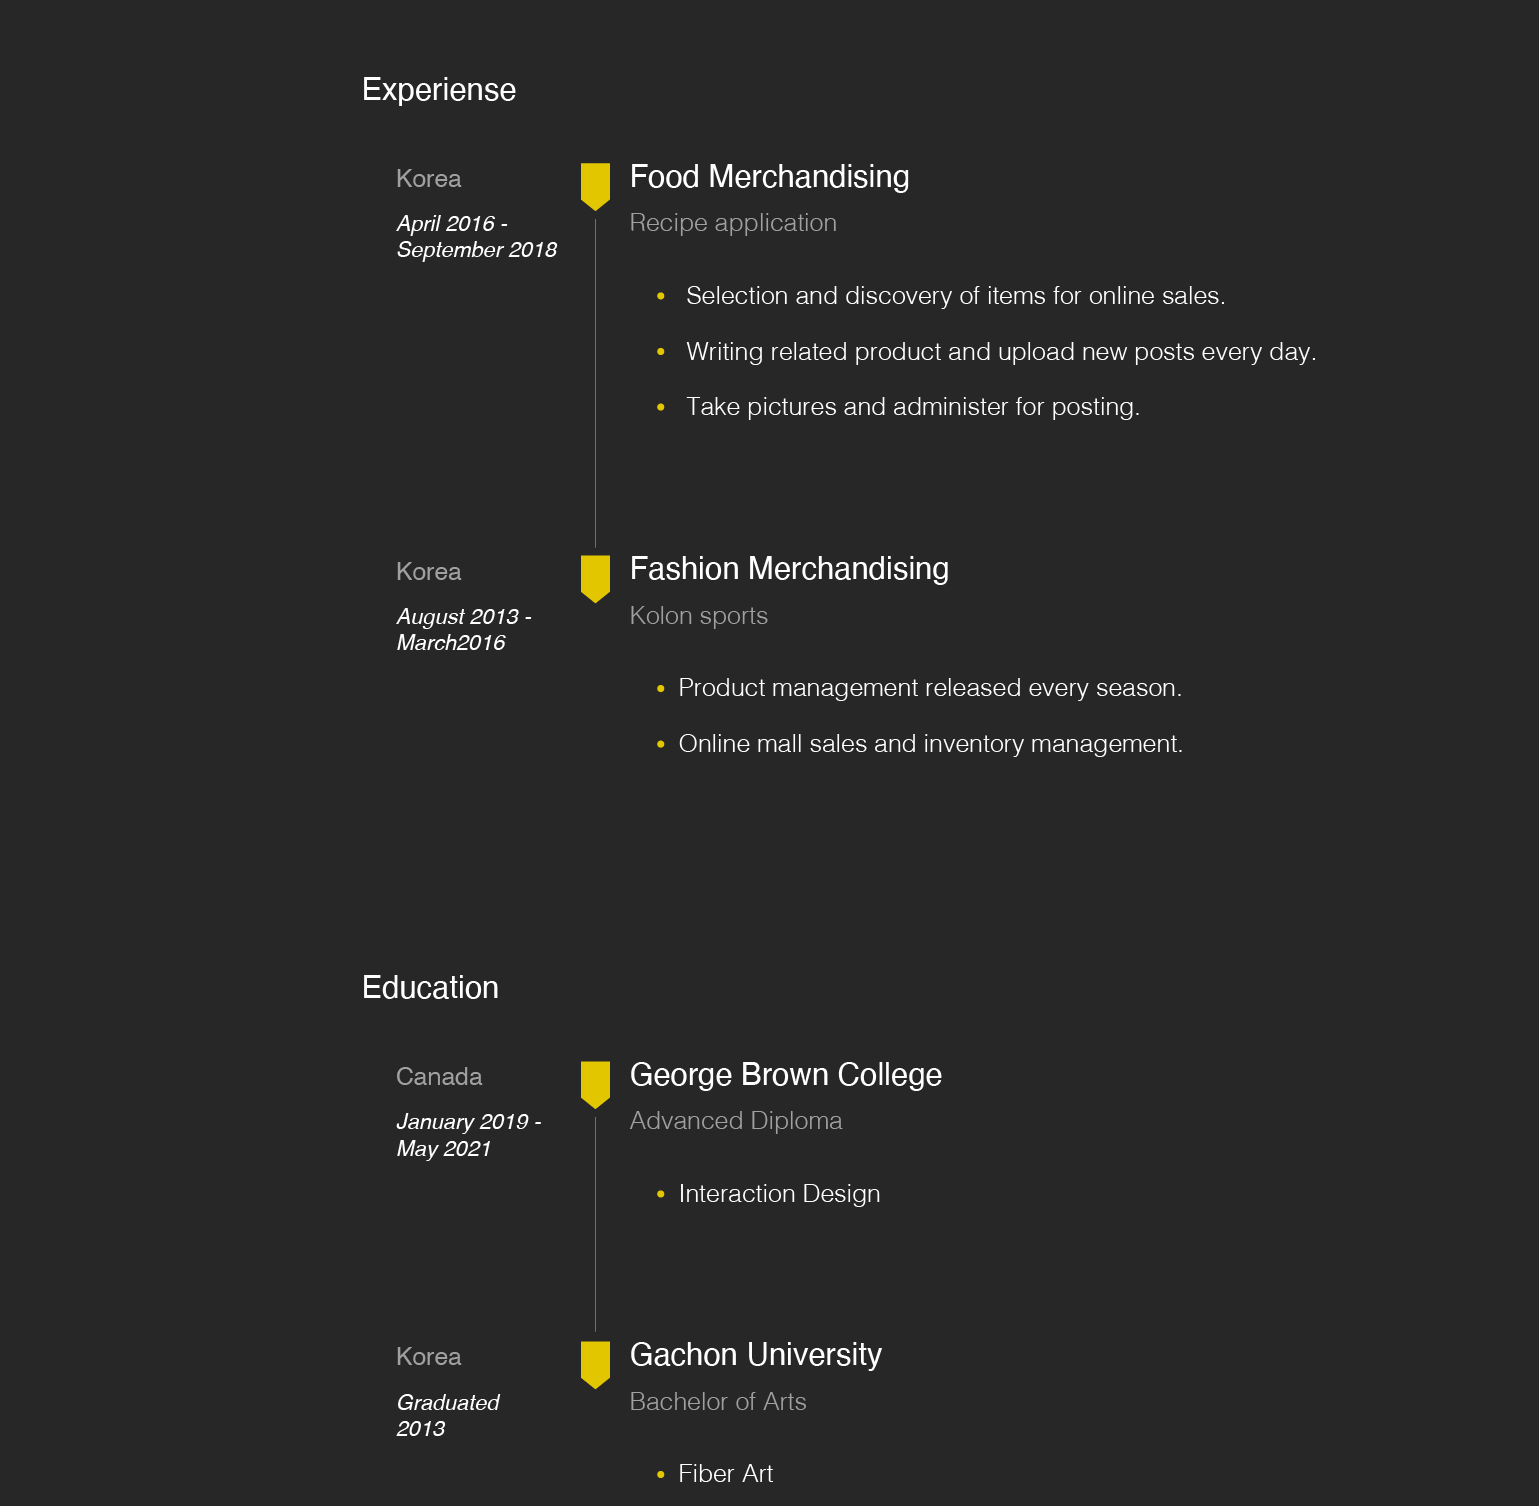 Experiense
Korea
April 2016 -
September 2018
Food Merchandising
Recipe application
• Selection and discovery of items for online sales.
• Writing related product and upload new posts every day.
• Take pictures and administer for posting.
Korea
August 2013 -
March2016
Fashion Merchandising
Kolon sports
• Product management released every season.
• Online mall sales and inventory management.
Education
Canada
January 2019 -
May 2021
George Brown College
Advanced Diploma
• Interaction Design
Korea
Graduated
2013
Gachon University
Bachelor of Arts
• Fiber Art